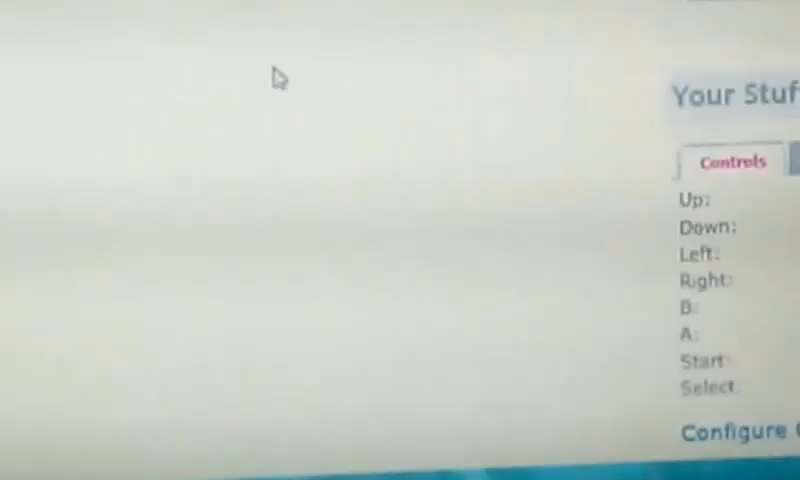 Your Stuf
Controls
Up:
Down:
Left:
Right:
B:
A:
Start:
Select:
Configure